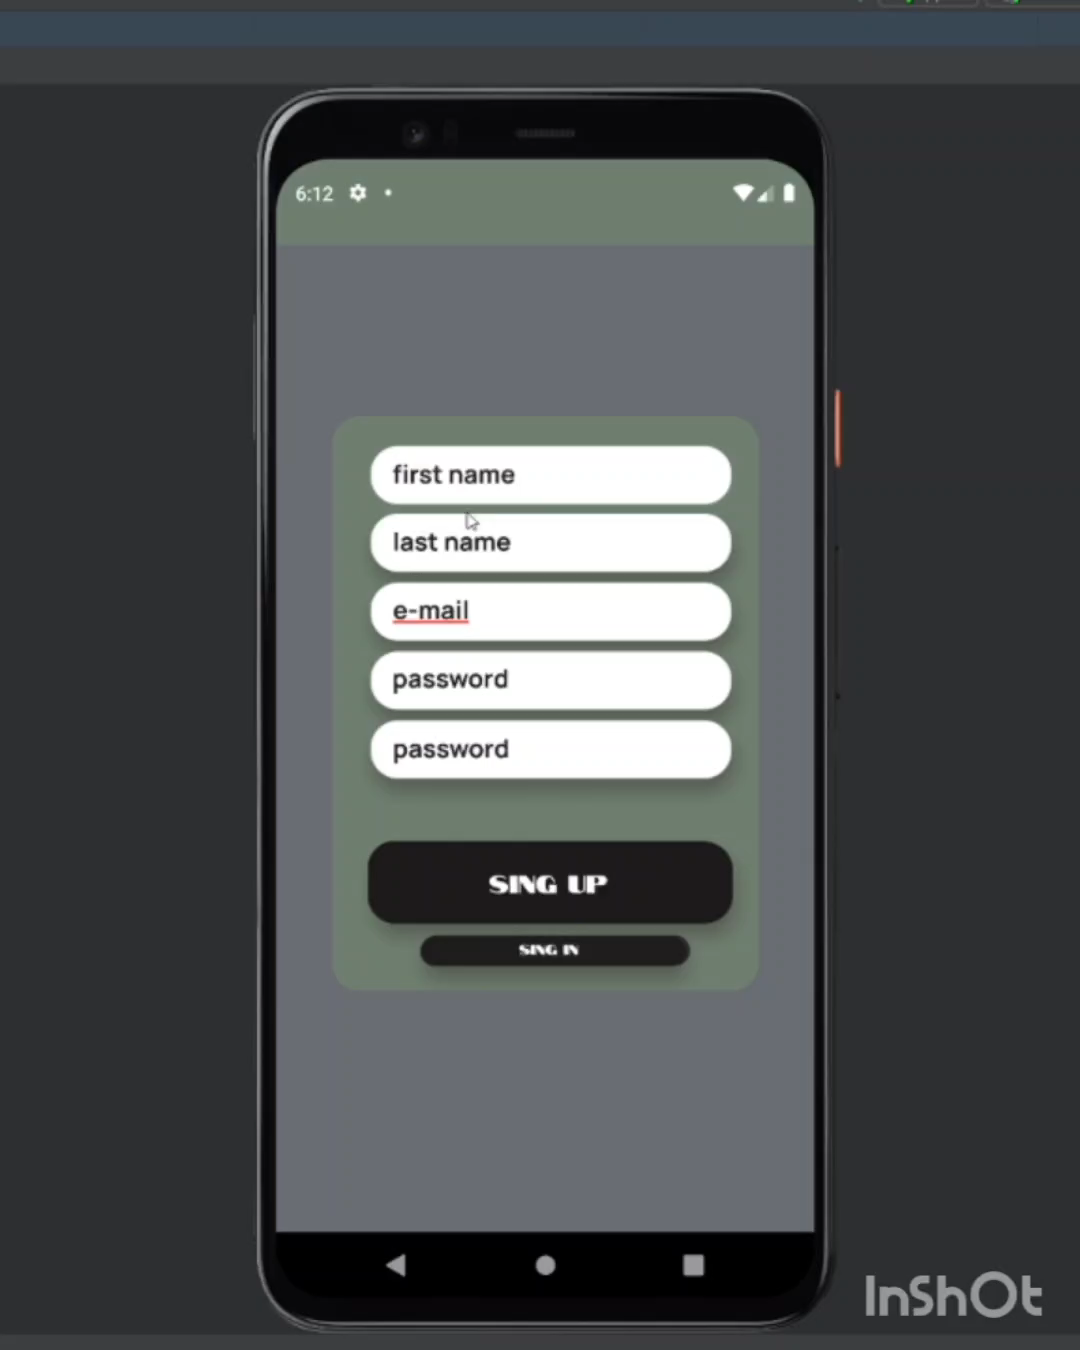 6:12
first name
last name
e-mail
password
password
SING UP
SING IN
InShOt